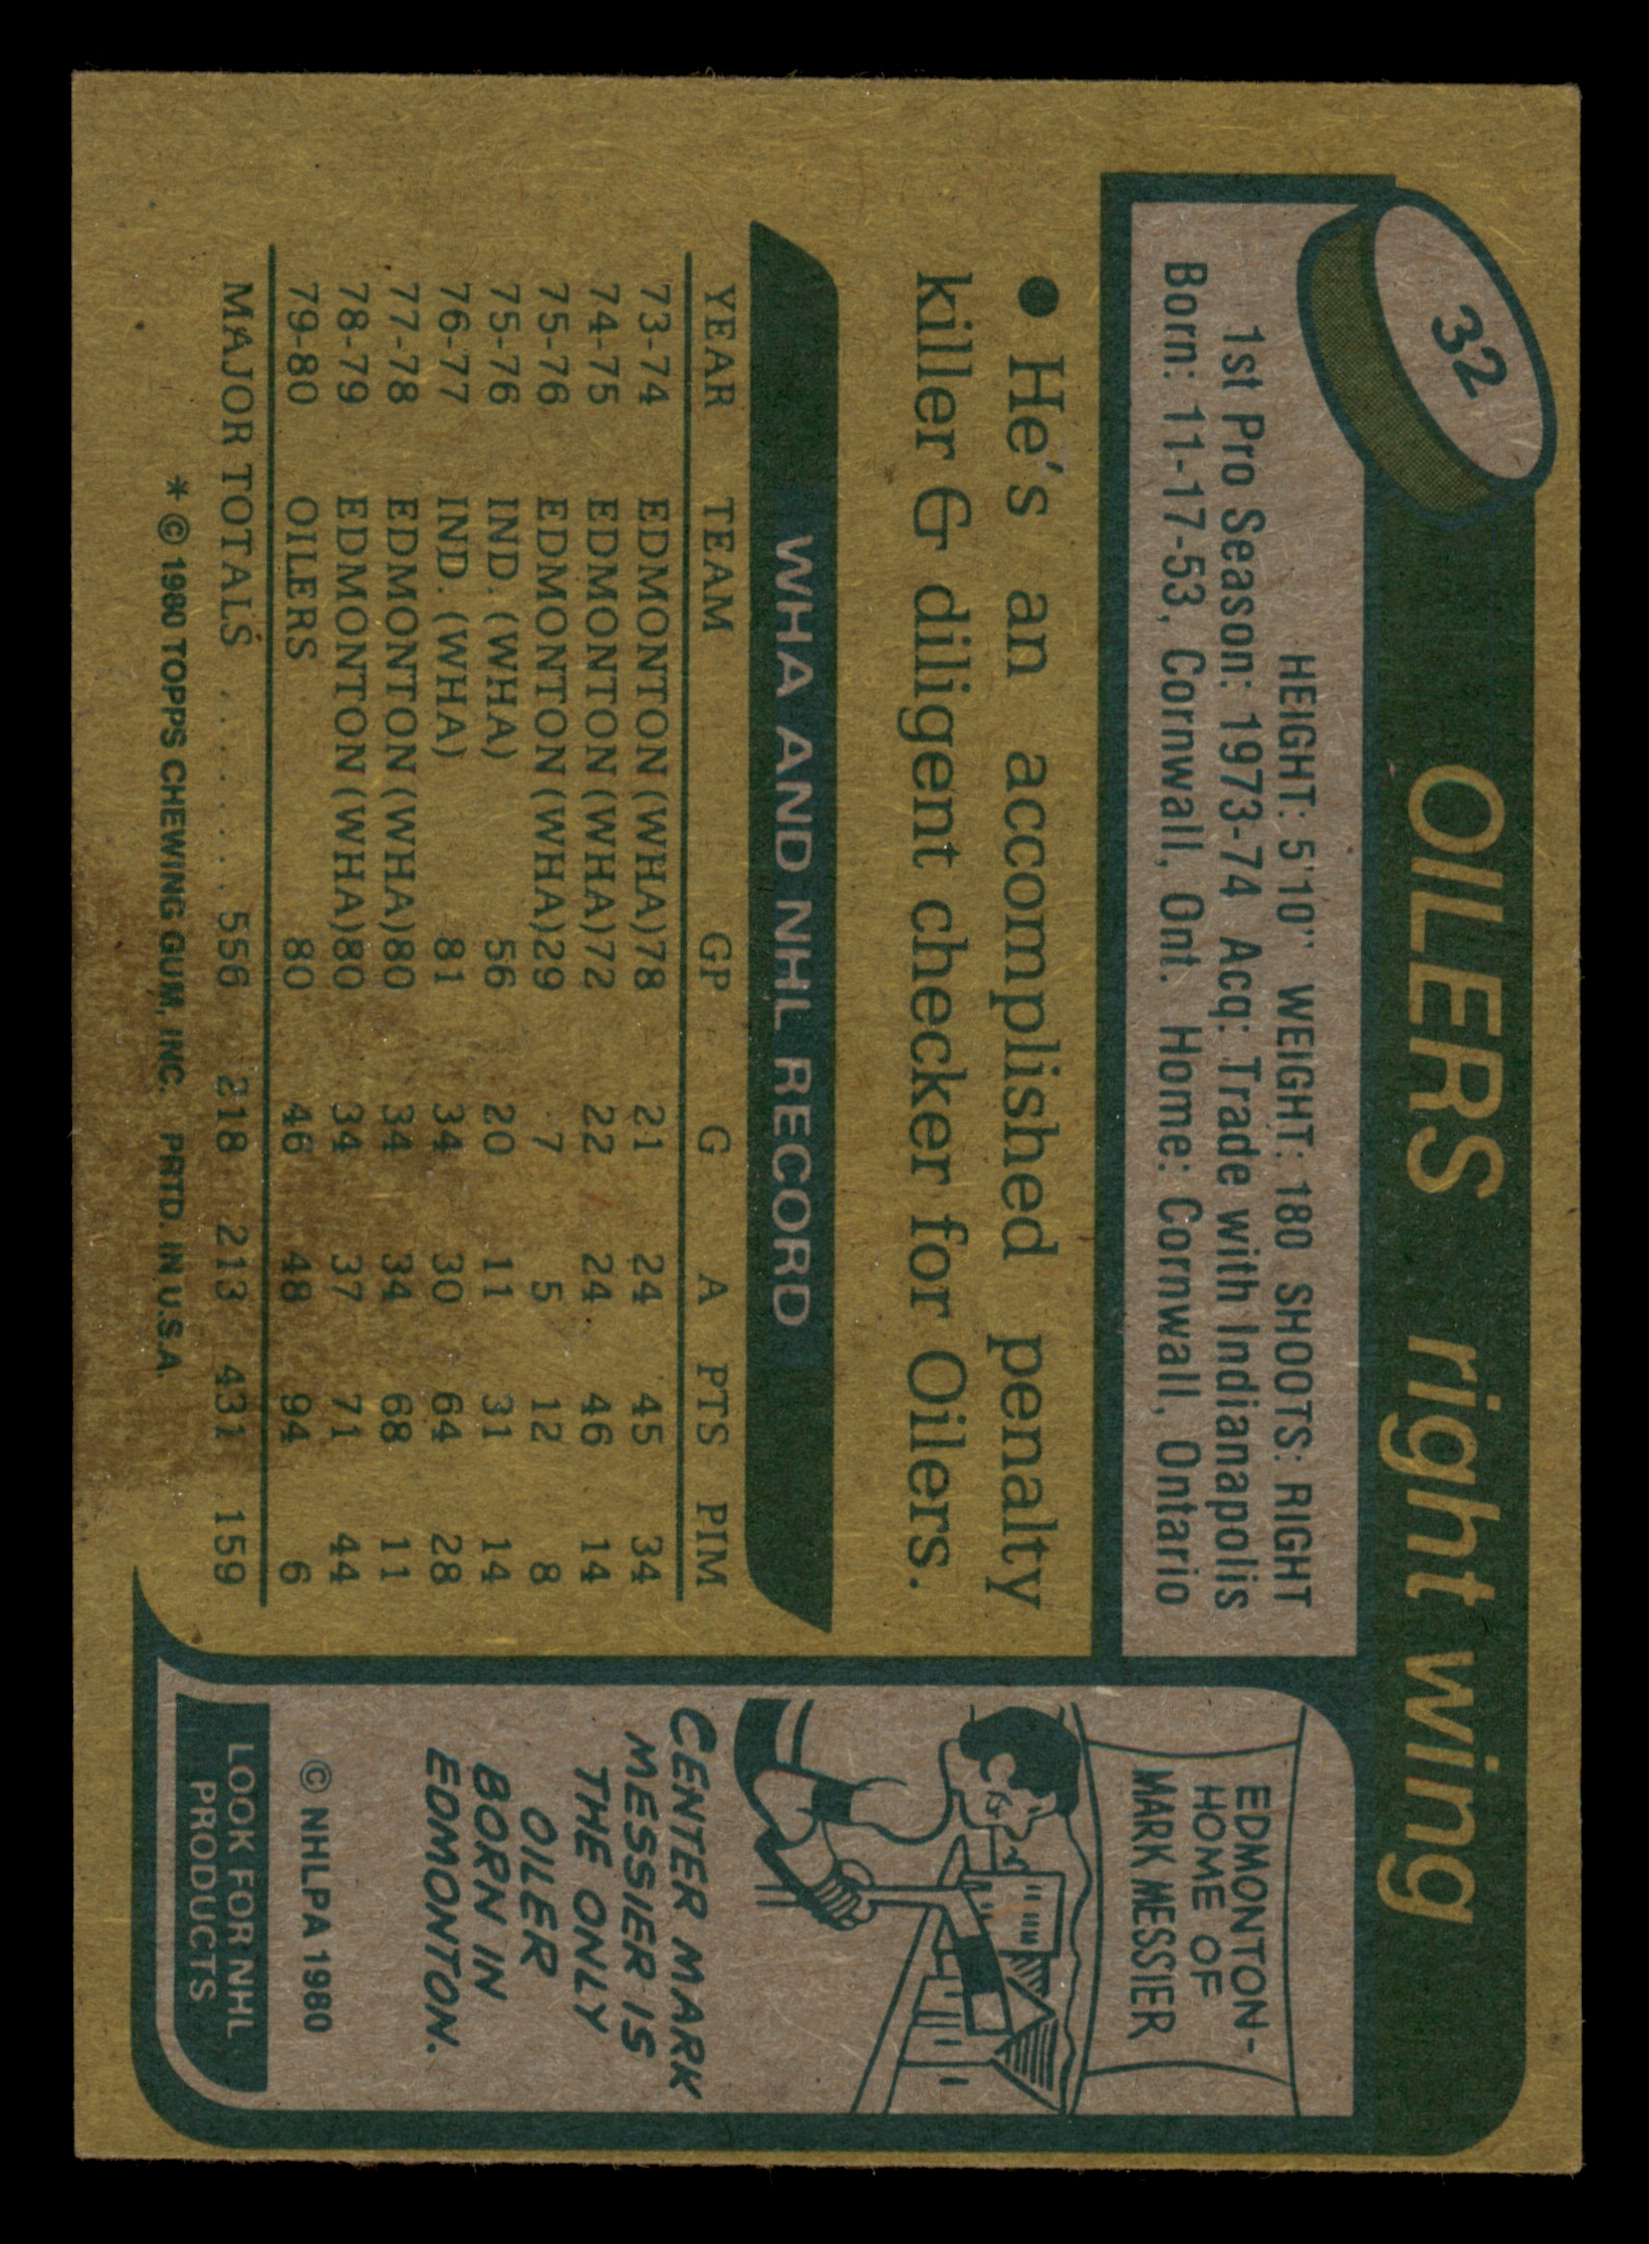 32
OILERS right wing
HEIGHT: 5'10" WEIGHT: 180 SHOOTS: RIGHT
1st Pro Season: 1973-74 Acq: Trade with Indianapolis
Born: 11-17-53, Cornwall, Ont. Home: Cornwall, Ontario
● He's an accomplished penalty
killer & diligent checker for Oilers.
WHA AND NHL RECORD
YEAR TEAM GP G A PTS PIM
73-74 EDMONTON (WHA) 78 21 24 45 34
74-75 EDMONTON (WHA) 72 22 24 46 14
75-76 EDMONTON (WHA) 29 7 5 12 8
75-76 IND. (WHA) 56 20 11 31 14
76-77 IND. (WHA) 81 34 30 64 28
77-78 EDMONTON (WHA) 80 34 34 68 11
78-79 EDMONTON (WHA) 80 34 37 71 44
79-80 OILERS 80 46 48 94 6
MAJOR TOTALS ....... 556 218 213 431 159
* © 1980 TOPPS CHEWING GUM, INC. PRTD. IN U.S.A.
EDMONTON-
HOME OF
MARK MESSIER
CENTER MARK
MESSIER IS
THE ONLY
OILER
BORN IN
EDMONTON.
© NHLPA 1980
LOOK FOR NHL
PRODUCTS